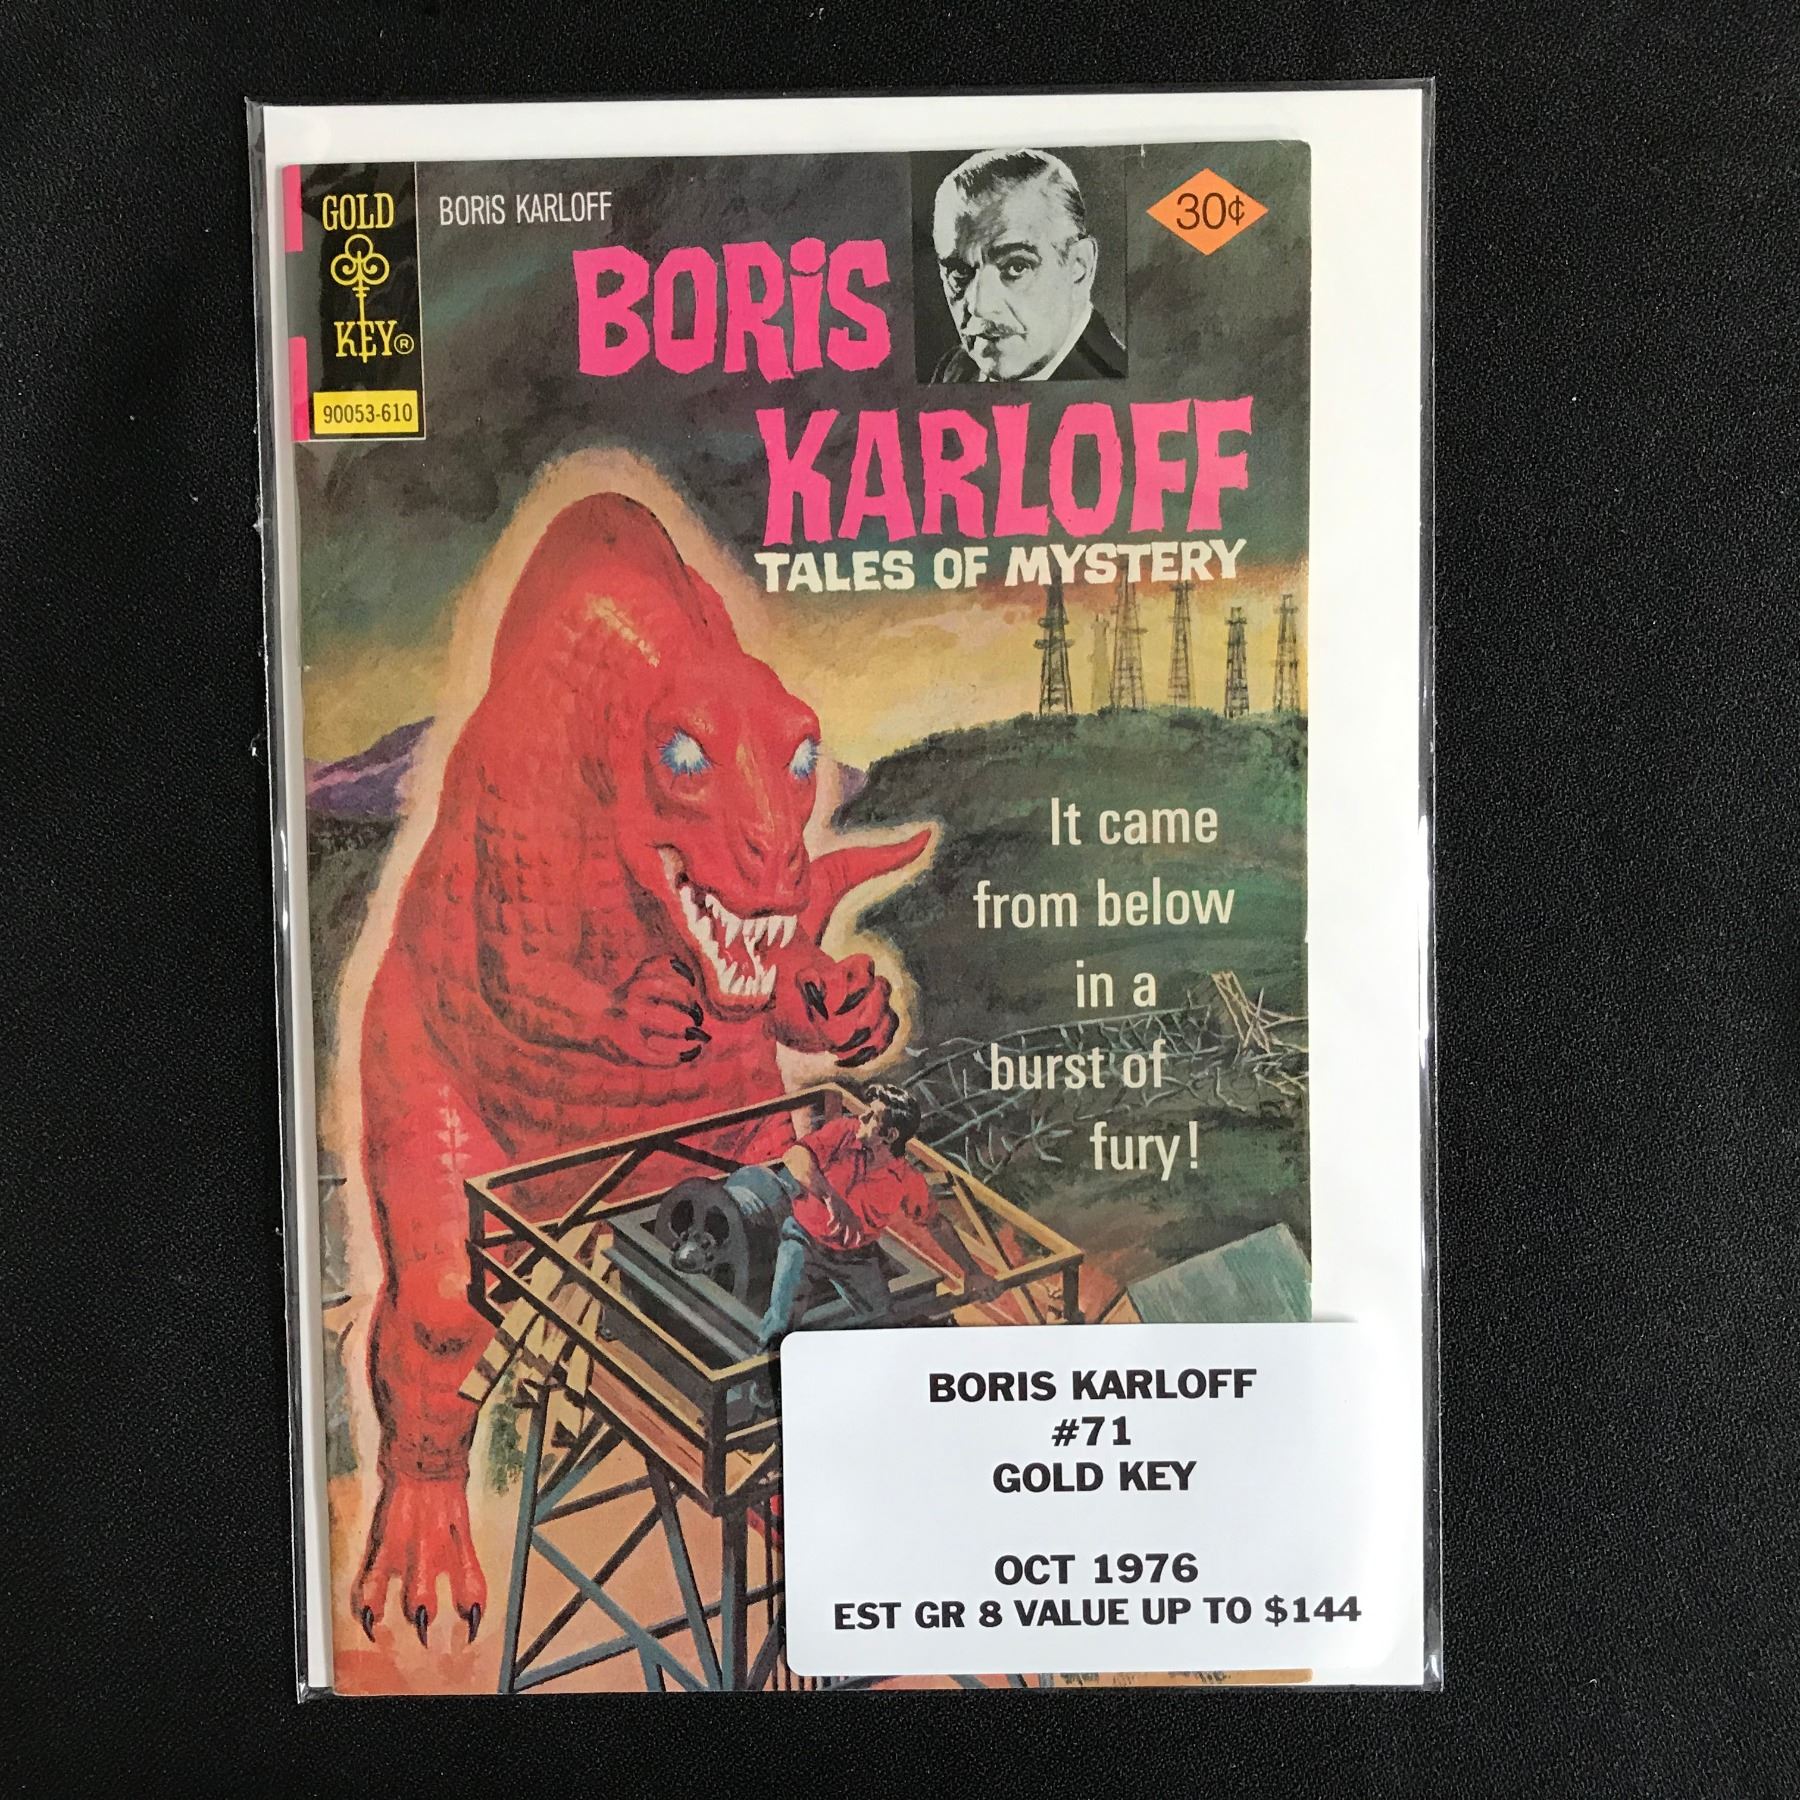 GOLD
KEY®
90053-610
BORIS KARLOFF
30¢
BORIS
KARLOFF
TALES OF MYSTERY
It came
from below
in a
burst of
fury!
BORIS KARLOFF
#71
GOLD KEY
OCT 1976
EST GR 8 VALUE UP TO $144